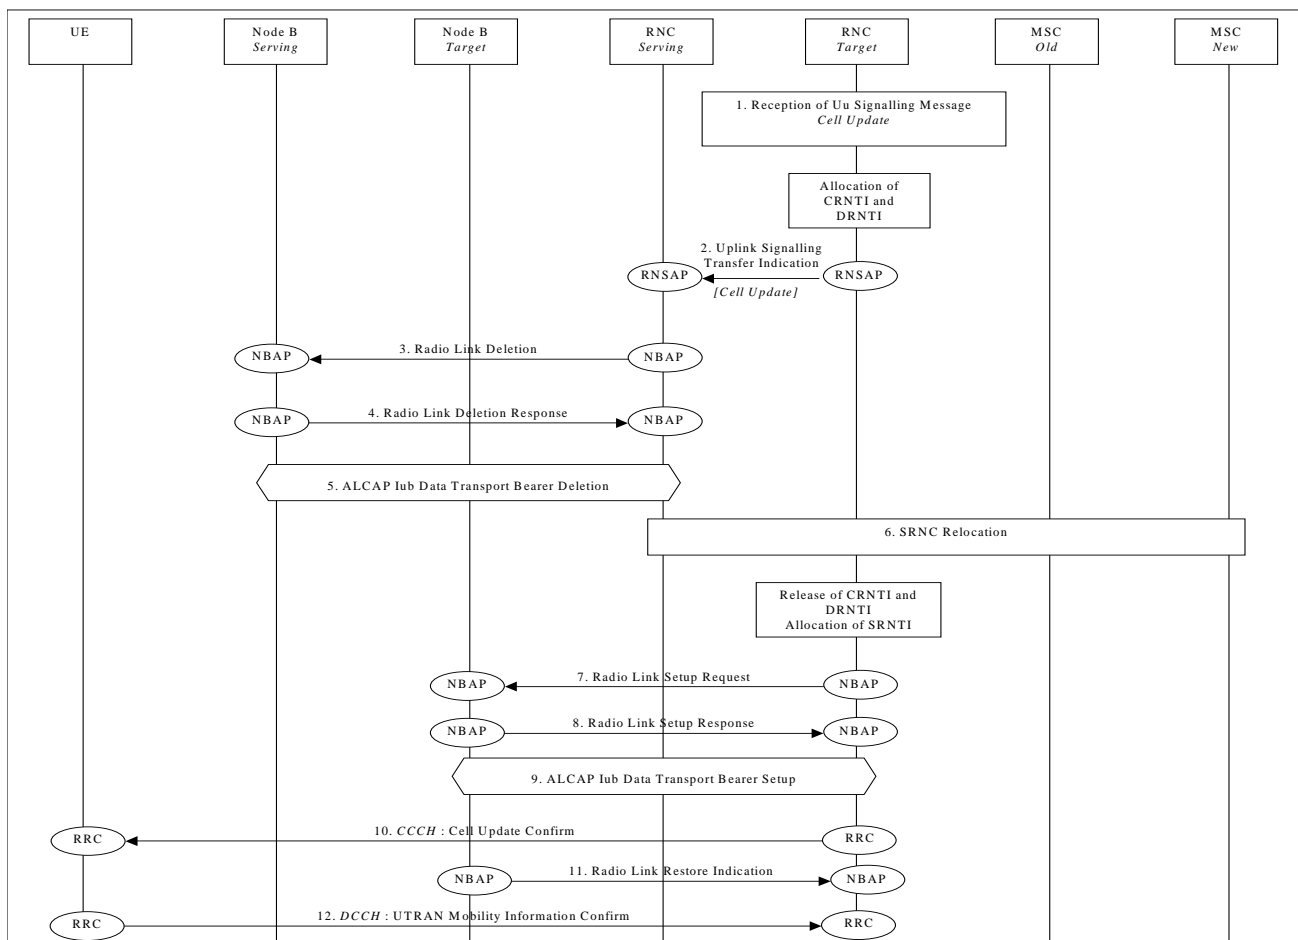 UE
Node B
Serving
Node B
Target
RNC
Serving
RNC
Target
MSC
Old
MSC
New
1. Reception of Uu Signalling Message
Cell Update
Allocation of
CRNTI and
DRNTI
2. Uplink Signalling
Transfer Indication
RNSAP
RNSAP
[Cell Update]
NBAP
3. Radio Link Deletion
NBAP
NBAP
4. Radio Link Deletion Response
NBAP
5. ALCAP Iub Data Transport Bearer Deletion
6. SRNC Relocation
Release of CRNTI and
DRNTI
Allocation of SRNTI
NBAP
7. Radio Link Setup Request
NBAP
NBAP
8. Radio Link Setup Response
NBAP
9. ALCAP Iub Data Transport Bearer Setup
RRC
10. CCCH : Cell Update Confirm
RRC
NBAP
11. Radio Link Restore Indication
NBAP
RRC
12. DCCH : UTRAN Mobility Information Confirm
RRC